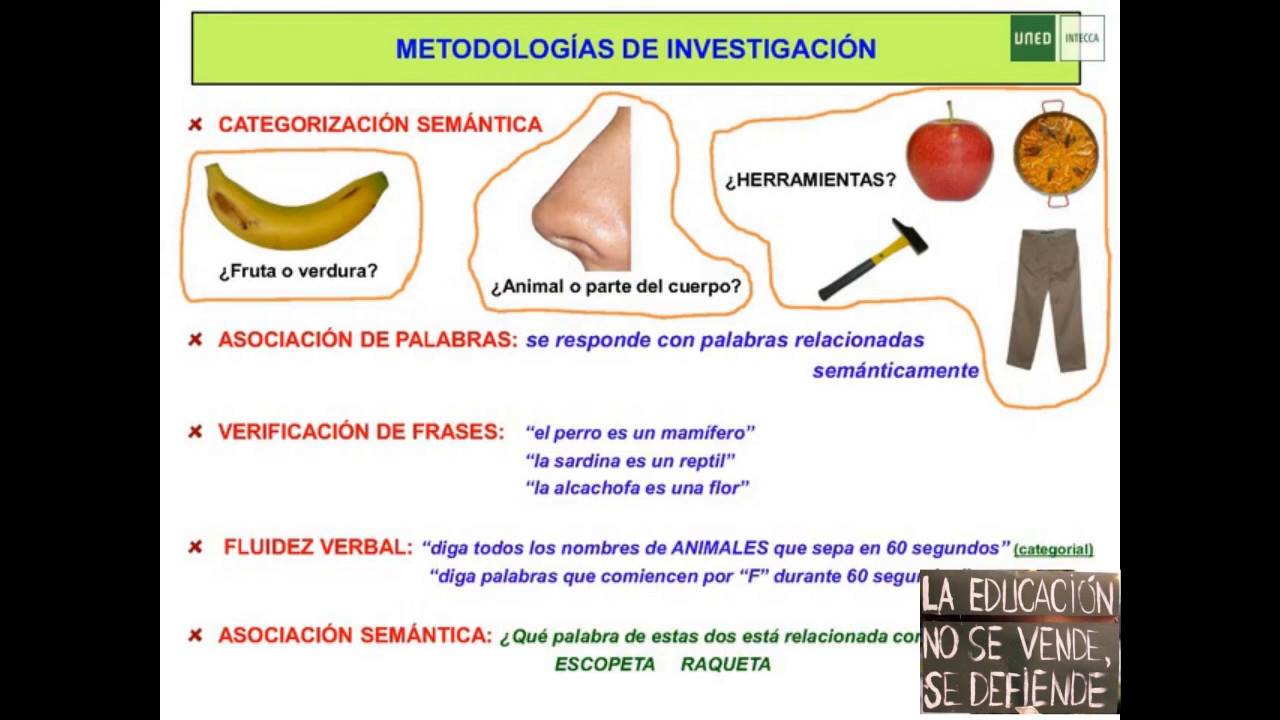 METODOLOGÍAS DE INVESTIGACIÓN
UNED INTECCA
CATEGORIZACIÓN SEMÁNTICA
¿HERRAMIENTAS?
¿Fruta o verdura?
¿Animal o parte del cuerpo?
ASOCIACIÓN DE PALABRAS: se responde con palabras relacionadas
semánticamente
VERIFICACIÓN DE FRASES: “el perro es un mamífero”
“la sardina es un reptil”
“la alcachofa es una flor”
FLUIDEZ VERBAL: “diga todos los nombres de ANIMALES que sepa en 60 segundos” (categorial)
“diga palabras que comiencen por “F” durante 60
ASOCIACIÓN SEMÁNTICA: ¿Qué palabra de estas dos está relacionada
ESCOPETA RAQUETA
LA EDUCACIÓN
NO SE VENDE,
SE DEFIENDE